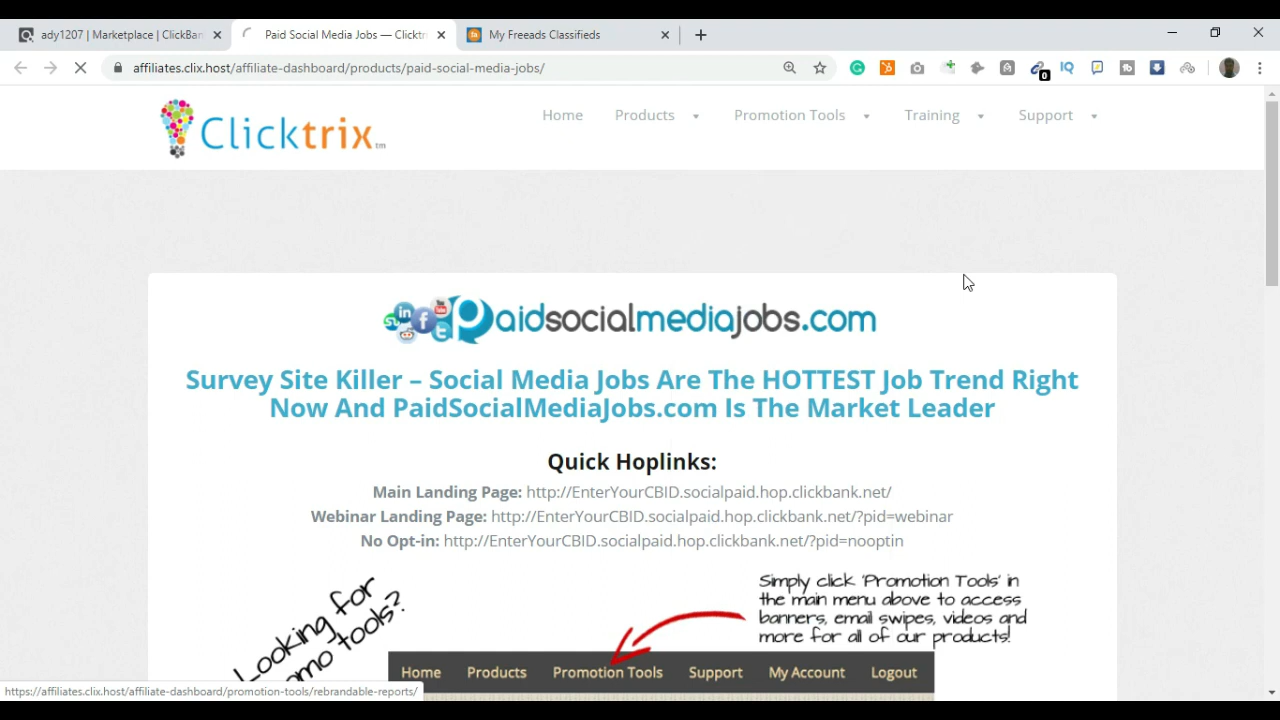 ady1207 | Marketplace | ClickBan
Paid Social Media Jobs — Clicktri
My Freeads Classifieds
affiliates.clix.host/affiliate-dashboard/products/paid-social-media-jobs/
0
IQ
Clicktrix™
Home
Products
Promotion Tools
Training
Support
Paidsocialmediajobs.com
Survey Site Killer – Social Media Jobs Are The HOTTEST Job Trend Right
Now And PaidSocialMediaJobs.com Is The Market Leader
Quick Hoplinks:
Main Landing Page: http://EnterYourCBID.socialpaid.hop.clickbank.net/
Webinar Landing Page: http://EnterYourCBID.socialpaid.hop.clickbank.net/?pid=webinar
No Opt-in: http://EnterYourCBID.socialpaid.hop.clickbank.net/?pid=nooptin
Looking for
omo tools?
Simply click 'Promotion Tools' in
the main menu above to access
banners, email swipes, videos and
more for all of our products!
Home
Products
Promotion Tools
Support
My Account
Logout
https://affiliates.clix.host/affiliate-dashboard/promotion-tools/rebrandable-reports/